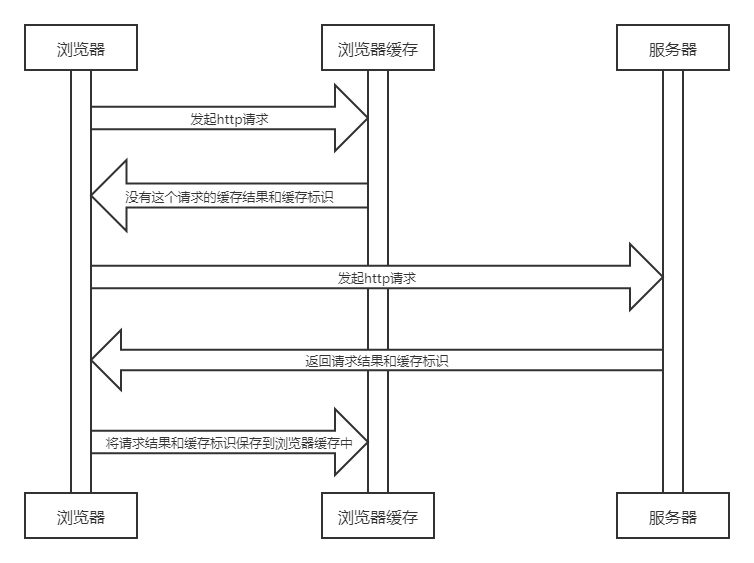 浏览器
浏览器缓存
服务器
发起http请求
没有这个请求的缓存结果和缓存标识
发起http请求
返回请求结果和缓存标识
将请求结果和缓存标识保存到浏览器缓存中
浏览器
浏览器缓存
服务器